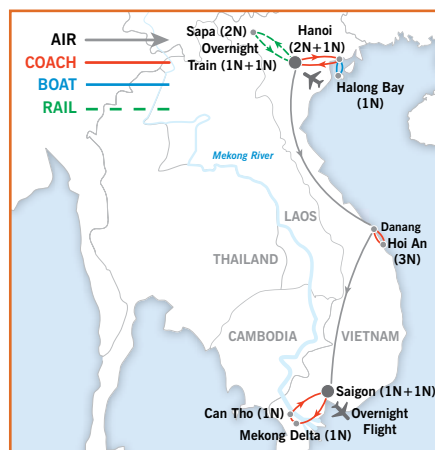 AIR
COACH
BOAT
RAIL
Sapa (2N)
Overnight
Train (1N+1N)
Hanoi
(2N+1N)
Halong Bay
(1N)
Mekong River
LAOS
Danang
Hoi An
(3N)
THAILAND
CAMBODIA
VIETNAM
Saigon (1N+1N)
Can Tho (1N)
Overnight
Flight
Mekong Delta (1N)